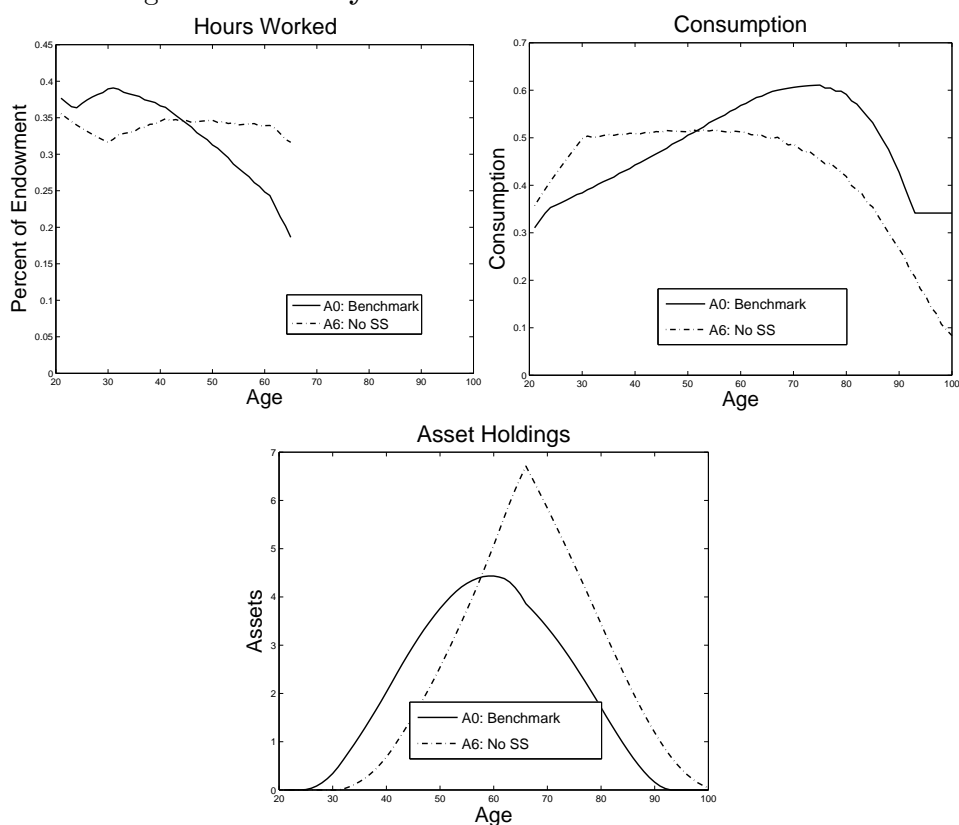 Hours Worked
0.45
0.4
0.35
0.3
0.25
0.2
0.15
0.1
0.05
0
Percent of Endowment
A0: Benchmark
A6: No SS
20 30 40 50 60 70 80 90 100
Age
Consumption
0.7
0.6
0.5
0.4
0.3
0.2
0.1
0
Consumption
A0: Benchmark
A6: No SS
20 30 40 50 60 70 80 90 100
Age
Asset Holdings
7
6
5
4
3
2
1
0
Assets
A0: Benchmark
A6: No SS
20 30 40 50 60 70 80 90 100
Age